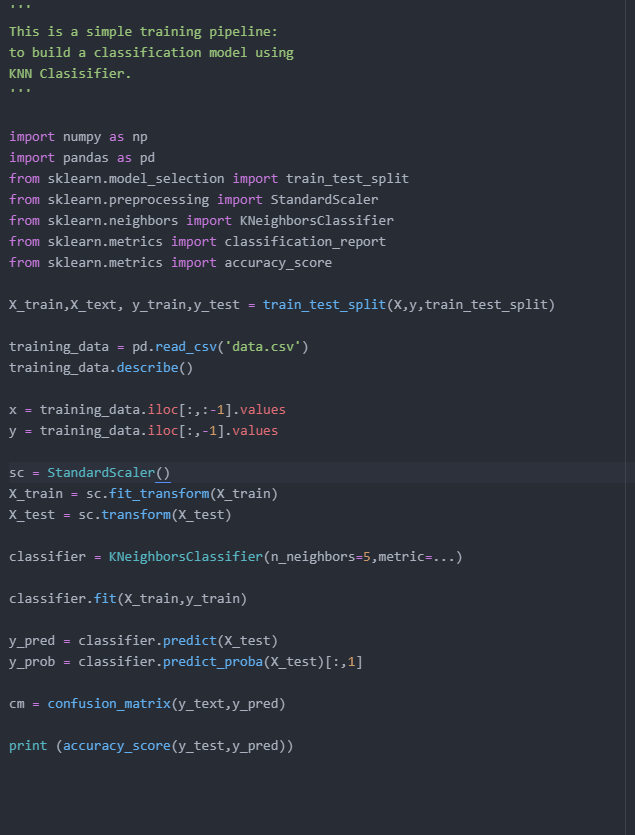 '''
This is a simple training pipeline:
to build a classification model using
KNN Clasisifier.
'''
import numpy as np
import pandas as pd
from sklearn.model_selection import train_test_split
from sklearn.preprocessing import StandardScaler
from sklearn.neighbors import KNeighborsClassifier
from sklearn.metrics import classification_report
from sklearn.metrics import accuracy_score
X_train,X_text, y_train,y_test = train_test_split(X,y,train_test_split)
training_data = pd.read_csv('data.csv')
training_data.describe()
x = training_data.iloc[:,:-1].values
y = training_data.iloc[:,-1].values
sc = StandardScaler()
X_train = sc.fit_transform(X_train)
X_test = sc.transform(X_test)
classifier = KNeighborsClassifier(n_neighbors=5,metric=...)
classifier.fit(X_train,y_train)
y_pred = classifier.predict(X_test)
y_prob = classifier.predict_proba(X_test)[:,1]
cm = confusion_matrix(y_text,y_pred)
print (accuracy_score(y_test,y_pred))